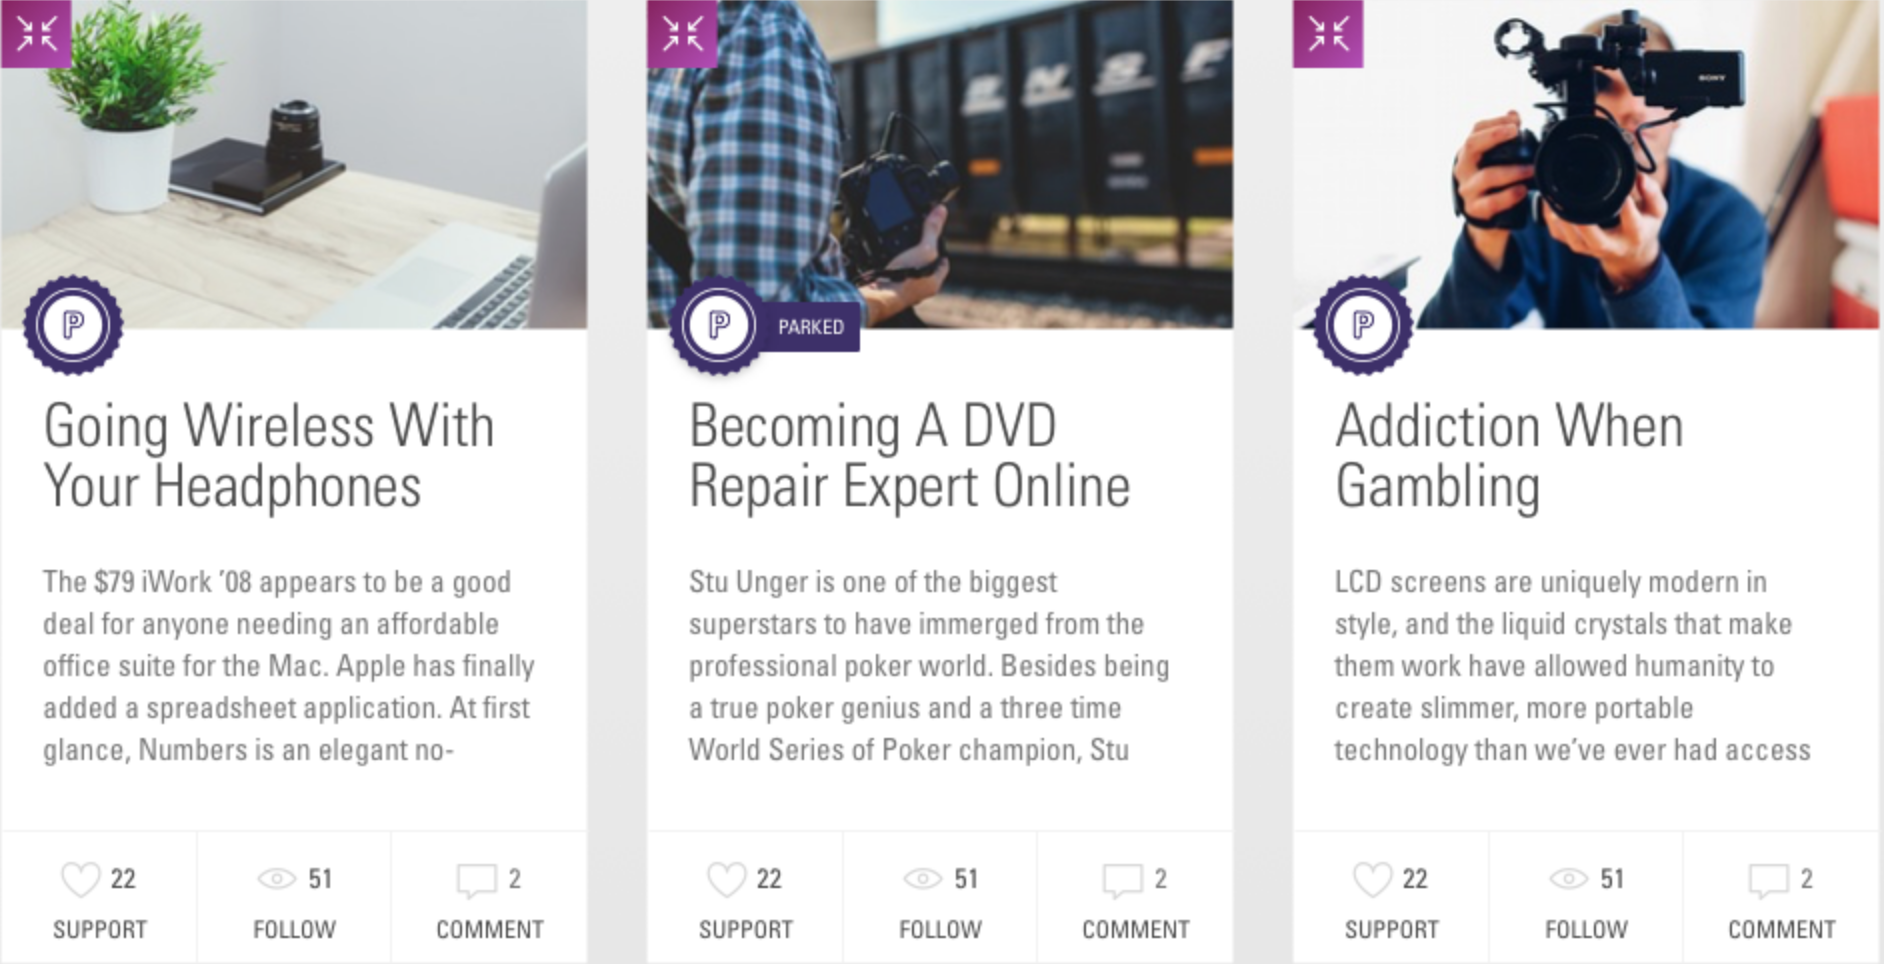 BNSF
SONY
P
P
PARKED
P
Going Wireless With
Your Headphones
The $79 iWork ’08 appears to be a good
deal for anyone needing an affordable
office suite for the Mac. Apple has finally
added a spreadsheet application. At first
glance, Numbers is an elegant no-
22
SUPPORT
51
FOLLOW
2
COMMENT
Becoming A DVD
Repair Expert Online
Stu Unger is one of the biggest
superstars to have immerged from the
professional poker world. Besides being
a true poker genius and a three time
World Series of Poker champion, Stu
22
SUPPORT
51
FOLLOW
2
COMMENT
Addiction When
Gambling
LCD screens are uniquely modern in
style, and the liquid crystals that make
them work have allowed humanity to
create slimmer, more portable
technology than we’ve ever had access
22
SUPPORT
51
FOLLOW
2
COMMENT